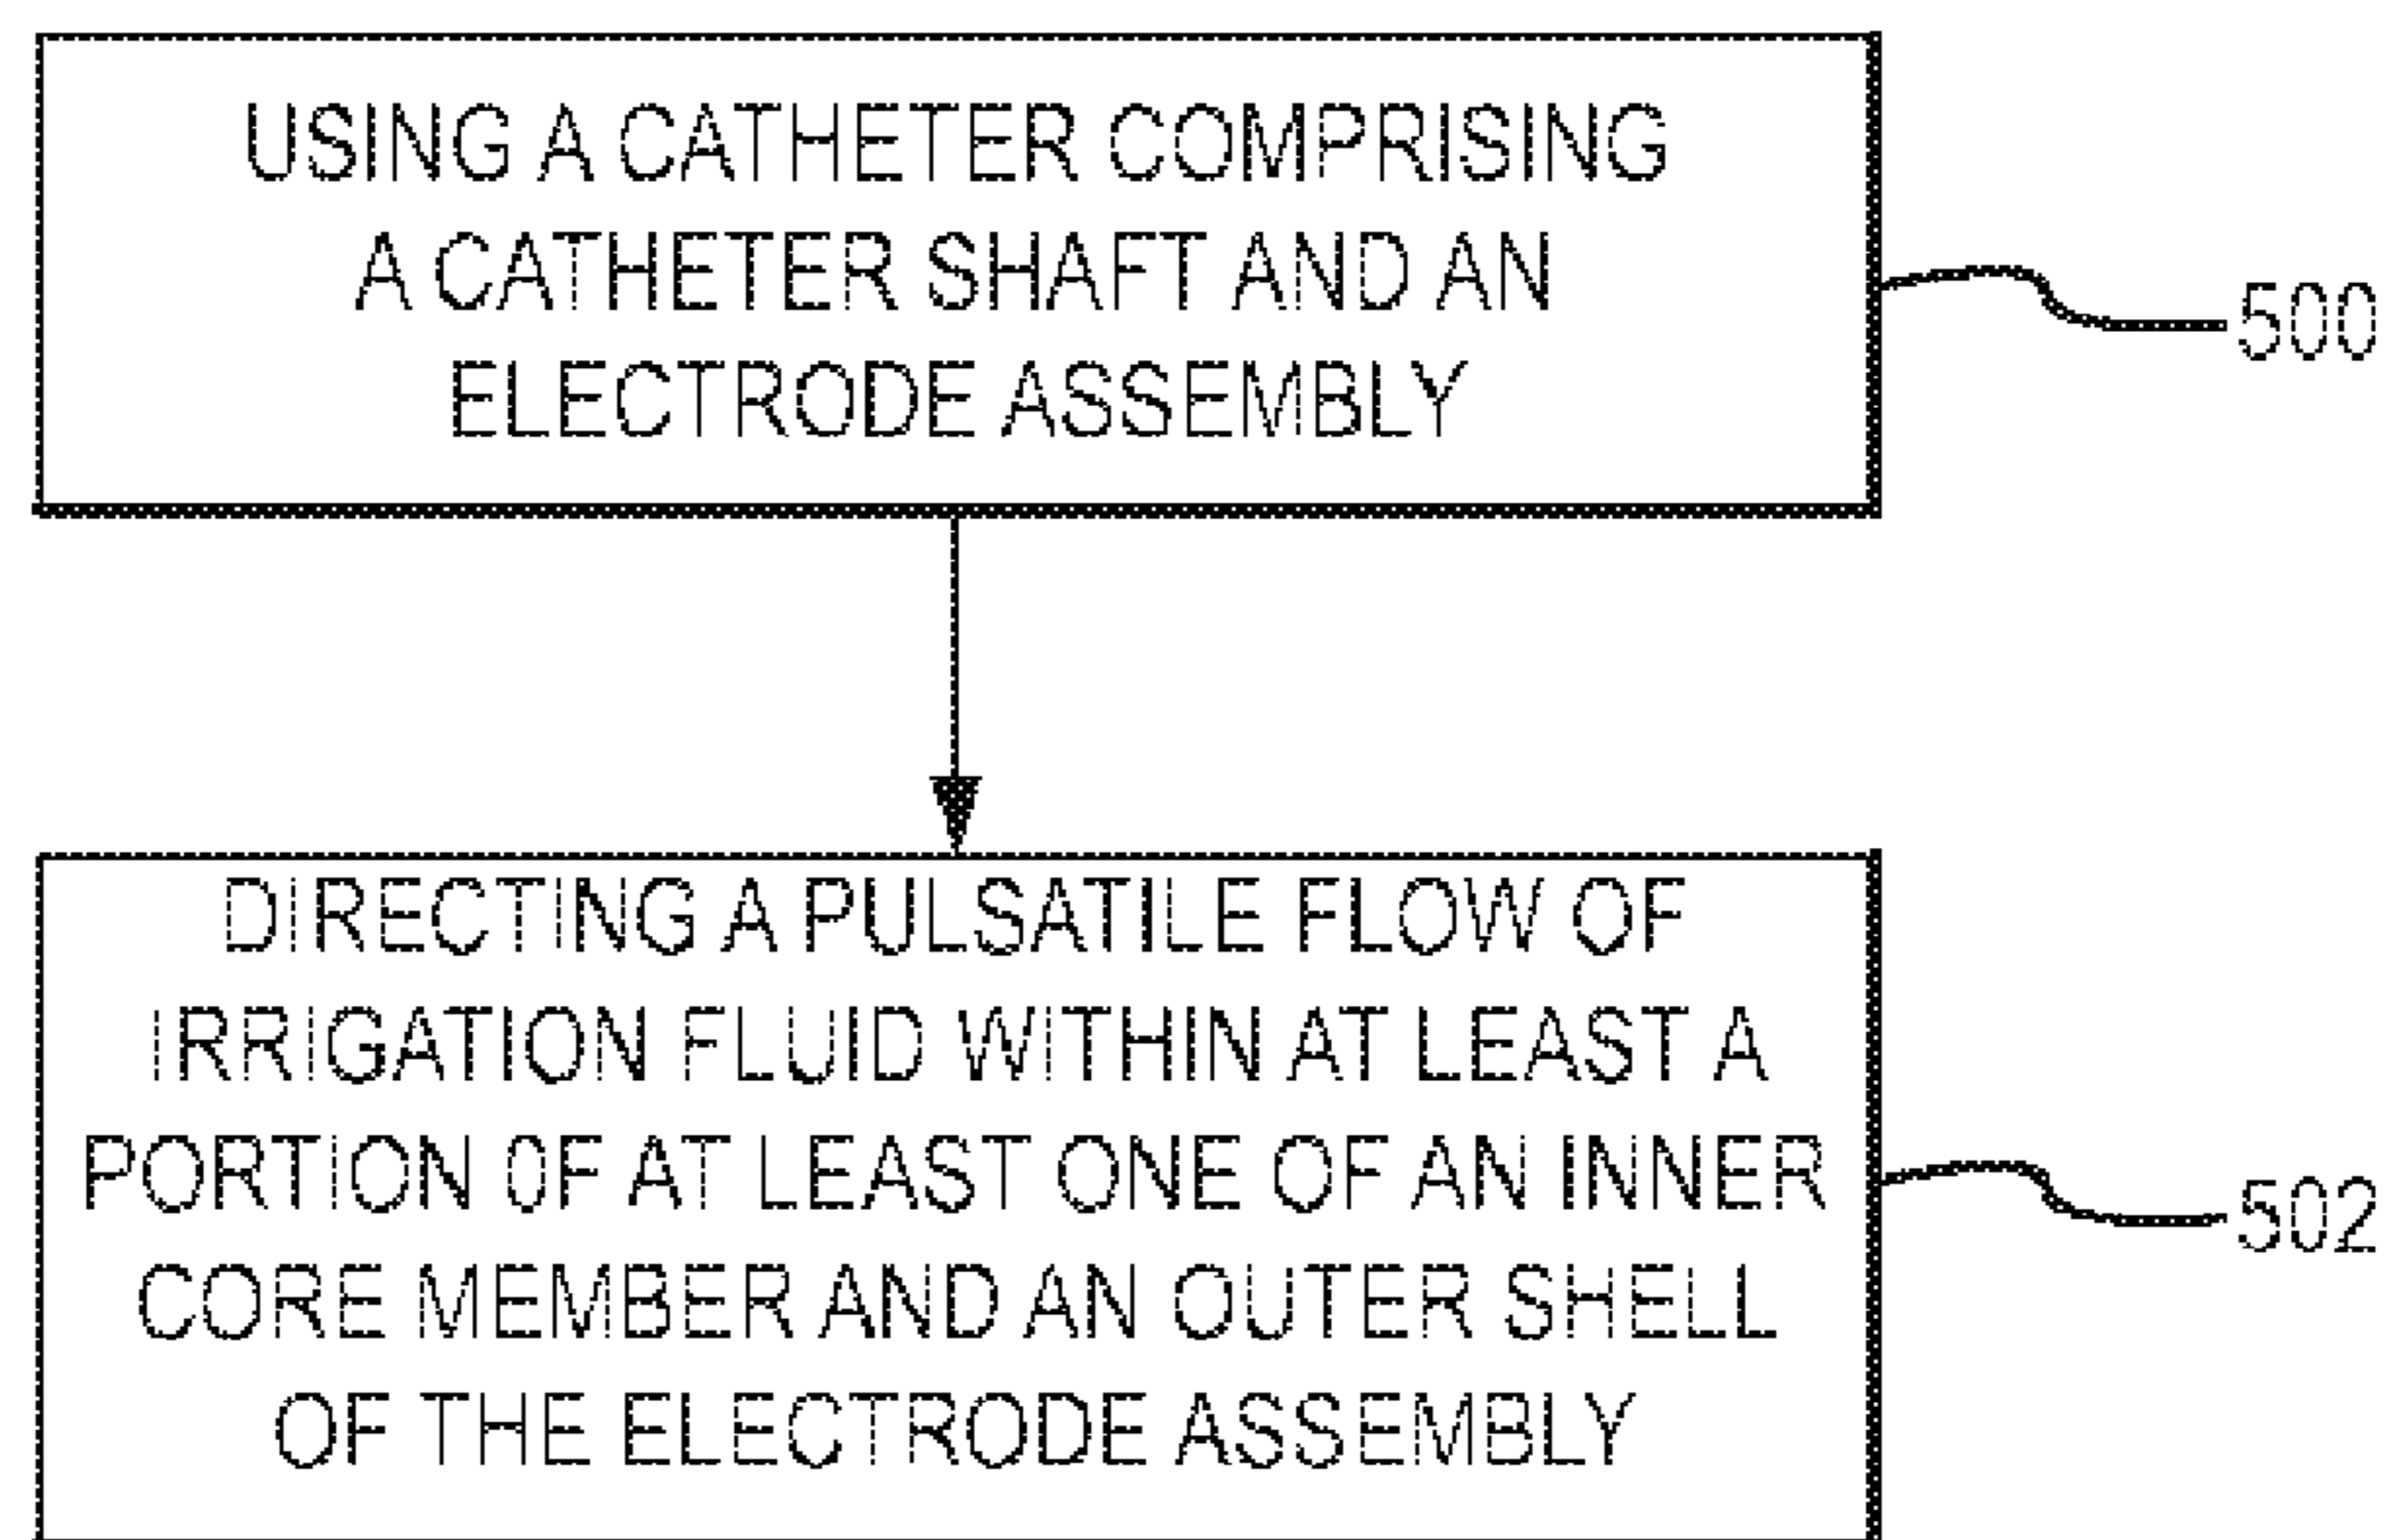 USING A CATHETER COMPRISING
A CATHETER SHAFT AND AN
ELECTRODE ASSEMBLY
500
DIRECTING A PULSATILE FLOW OF
IRRIGATION FLUID WITHIN AT LEAST A
PORTION OF AT LEAST ONE OF AN INNER
CORE MEMBER AND AN OUTER SHELL
OF THE ELECTRODE ASSEMBLY
502